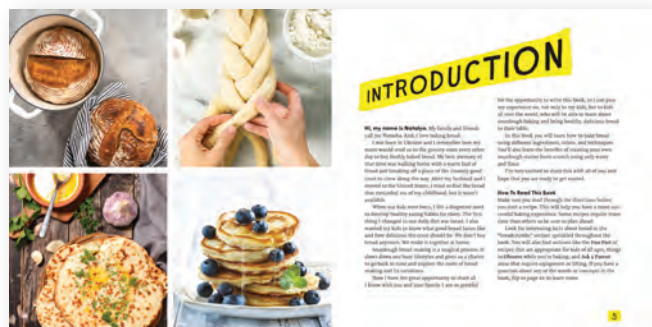 INTRODUCTION
Hi, my name is Natalya. My family and friends
call me Natasha. And, I love baking bread.
I was born in Ukraine and I remember how my
mom would send us to the grocery store every other
day to buy freshly baked bread. My best memory of
that time was walking home with a warm loaf of
bread and breaking off a piece of the
crust to chew along the way. After my husband and I
moved to the United States, I tried to find the bread
that reminded me of my childhood, but it wasn't
available.
When our kids were born, I felt a
to develop healthy eating habits for them. The first
thing I changed in our daily diet was bread. I also
wanted my kids to know what good bread tastes like
and how delicious the crust should be. We don't buy
bread anymore. We make it together at home.
Sourdough bread making is a magical process. It
slows down our busy lifestyles and gives us a chance
to go back in time and explore the roots of bread
making and its variations.
Now I have the great opportunity to share all
I know with you and your family. I am so grateful
for the opportunity to write this book, so I can pass
my experience on, not only to my kids, but to kids
all over the world, who will be able to learn about
sourdough baking and bring healthy, delicious bread
to their table.
In this book you will learn how to bake bread
using different ingredients, tools, and techniques.
You'll also learn the benefits of creating your own
sourdough starter from scratch using only water
and flour.
I'm very excited to share this with all of you and
hope that you are ready to get started.
How To Read This Book
Make sure you read through the directions before
you start a recipe. This will help you have a more suc-
cessful baking experience. Some recipes require more
time than others so be sure to plan ahead.
Look for interesting facts about bread in the
"breadcrumbs" sections sprinkled throughout the
book. You will also find sections like the Fun Part of
recipes that are appropriate for kids of all ages, things
to Observe while you're baking, and Ask a Parent
areas that require equipment or lifting. If you have a
question about any of the words or concepts in the
book, flip to page to learn more.
5